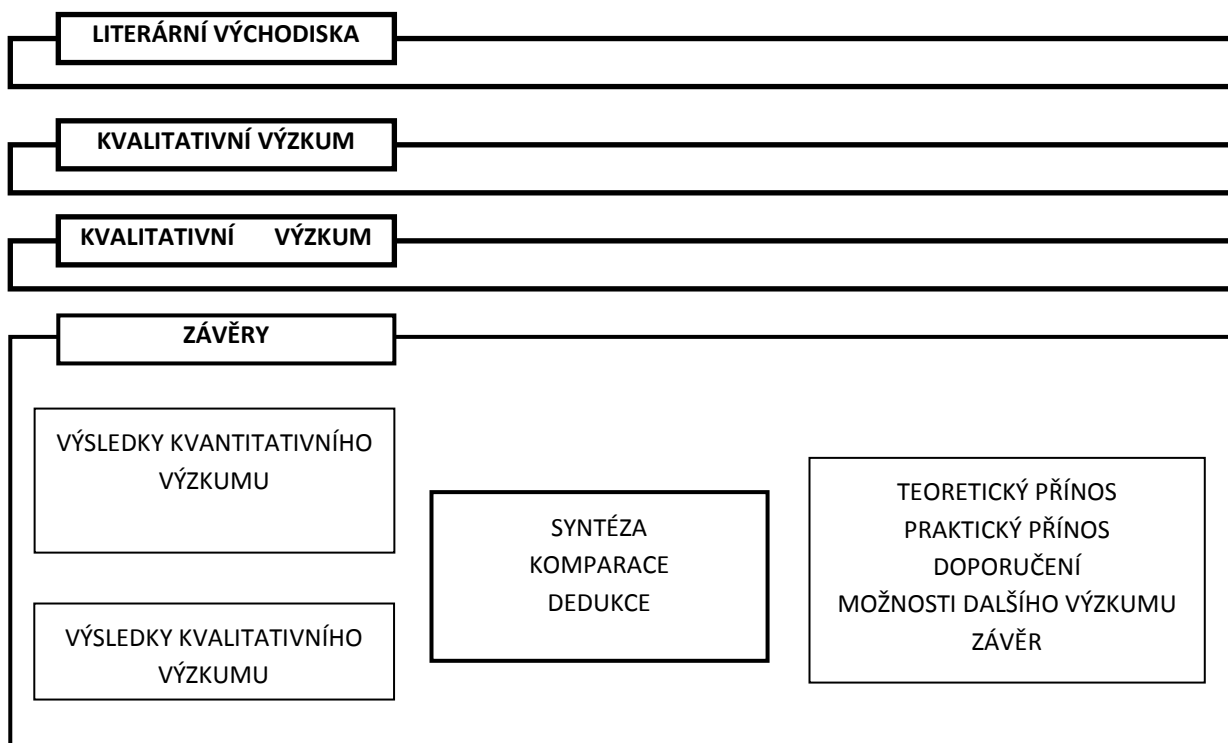 LITERÁRNÍ VÝCHODISKA
KVALITATIVNÍ VÝZKUM
KVALITATIVNÍ VÝZKUM
ZÁVĚRY
VÝSLEDKY KVANTITATIVNÍHO
VÝZKUMU
VÝSLEDKY KVALITATIVNÍHO
VÝZKUMU
SYNTÉZA
KOMPARACE
DEDUKCE
TEORETICKÝ PŘÍNOS
PRAKTICKÝ PŘÍNOS
DOPORUČENÍ
MOŽNOSTI DALŠÍHO VÝZKUMU
ZÁVĚR